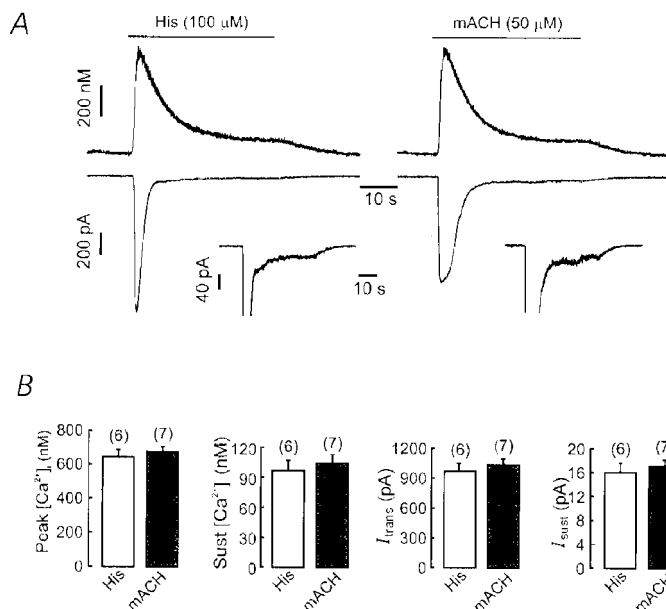 A
His (100 µM)
mACH (50 µM)
200 nM
10 s
200 pA
40 pA
10 s
B
Peak [Ca²⁺]ᵢ (nM)
800
600
400
200
0
(6)
(7)
His
mACH
Sust [Ca²⁺]ᵢ (nM)
120
90
60
30
0
(6)
(7)
His
mACH
Itrans (pA)
1200
900
600
300
0
(6)
(7)
His
mACH
Isust (pA)
20
16
12
8
4
0
(6)
(7
His
mACH